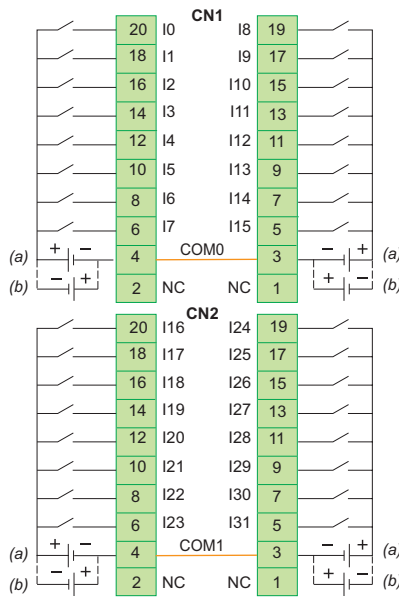 CN1
20 I0 I8 19
18 I1 I9 17
16 I2 I10 15
14 I3 I11 13
12 I4 I12 11
10 I5 I13 9
8 I6 I14 7
6 I7 I15 5
(a) + − 4 COM0 3 − + (a)
(b) − + 2 NC NC 1 + − (b)
CN2
20 I16 I24 19
18 I17 I25 17
16 I18 I26 15
14 I19 I27 13
12 I20 I28 11
10 I21 I29 9
8 I22 I30 7
6 I23 I31 5
(a) + − 4 COM1 3 − + (a)
(b) − + 2 NC NC 1 + − (b)